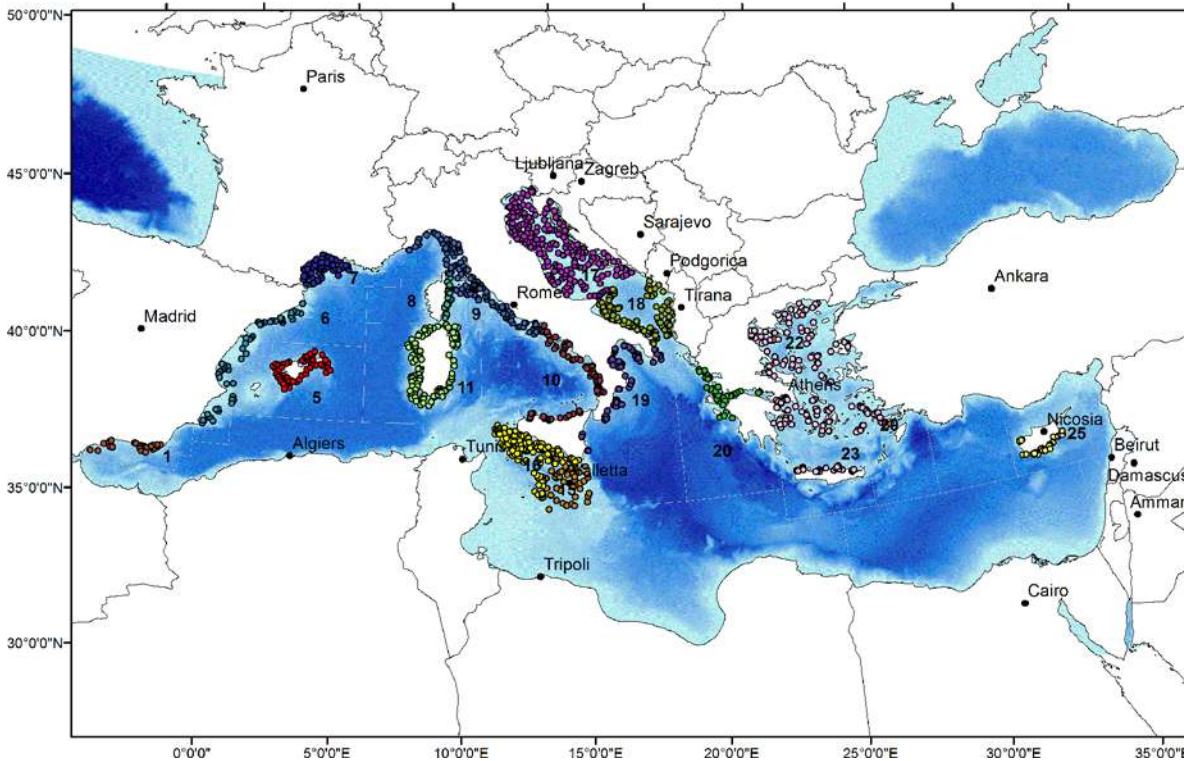 50°0'0"N
Paris
45°0'0"N
Ljubljana
Zagreb
Sarajevo
Podgorica
17
7
Ankara
8
Rome
18
Tirana
9
6
Madrid
40°0'0"N
22
10
11
Athens
5
19
Nicosia
25
20
23
Algiers
Tunis
1
16
Valletta
Beirut
Damascus
35°0'0"N
Amman
Tripoli
Cairo
30°0'0"N
0°0'0"
5°0'0"E
10°0'0"E
15°0'0"E
20°0'0"E
25°0'0"E
30°0'0"E
35°0'0"E